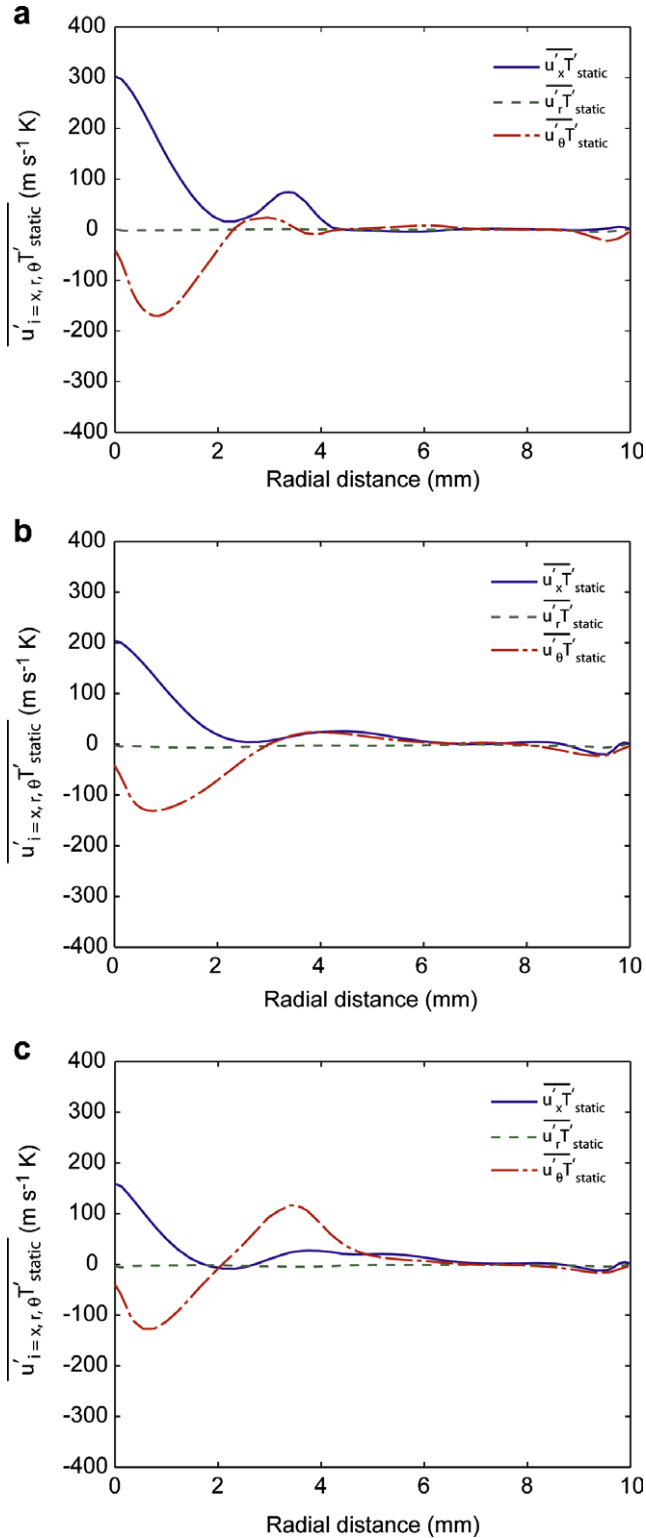 a
400
300
200
100
0
-100
-200
-300
-400
u′i = x, r, θT′static (m s-1 K)
u′xT′static
u′rT′static
u′θT′static
0 2 4 6 8 10
Radial distance (mm)
b
400
300
200
100
0
-100
-200
-300
-400
u′i = x, r, θT′static (m s-1 K)
u′xT′static
u′rT′static
u′θT′static
0 2 4 6 8 10
Radial distance (mm)
c
400
300
200
100
0
-100
-200
-300
-400
u′i = x, r, θT′static (m s-1 K)
u′xT′static
u′rT′static
u′θT′static
0 2 4 6 8 10
Radial distance (mm)